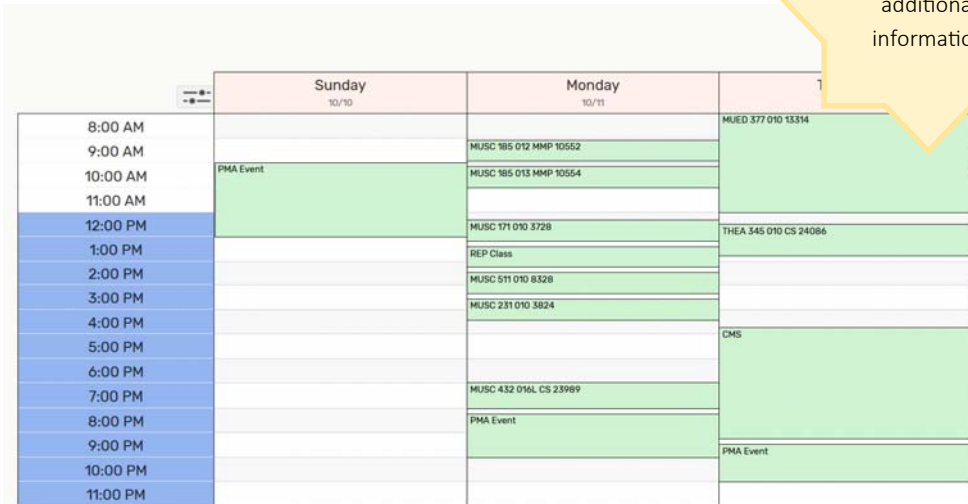 Sunday
10/10
Monday
10/11
8:00 AM
9:00 AM
10:00 AM
11:00 AM
12:00 PM
1:00 PM
2:00 PM
3:00 PM
4:00 PM
5:00 PM
6:00 PM
7:00 PM
8:00 PM
9:00 PM
10:00 PM
11:00 PM
PMA Event
MUSC 185 012 MMP 10552
MUSC 185 013 MMP 10554
MUSC 171 010 3728
REP Class
MUSC 511 010 8328
MUSC 231 010 3824
MUSC 432 016L CS 23989
PMA Event
MUED 377 010 13314
THEA 345 010 CS 24086
CMS
PMA Event